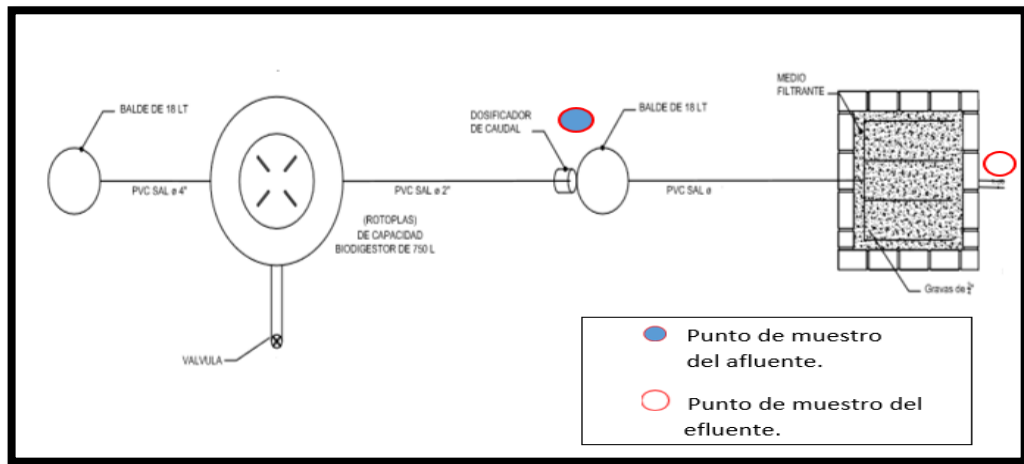 BALDE DE 18 LT
PVC SAL ø 4"
(ROTOPLAS)
DE CAPACIDAD
BIODIGESTOR DE 750 L
VALVULA
PVC SAL ø 2"
DOSIFICADOR
DE CAUDAL
BALDE DE 18 LT
PVC SAL ø
MEDIO
FILTRANTE
Gravas de
Punto de muestro
del afluente.
Punto de muestro del
efluente.